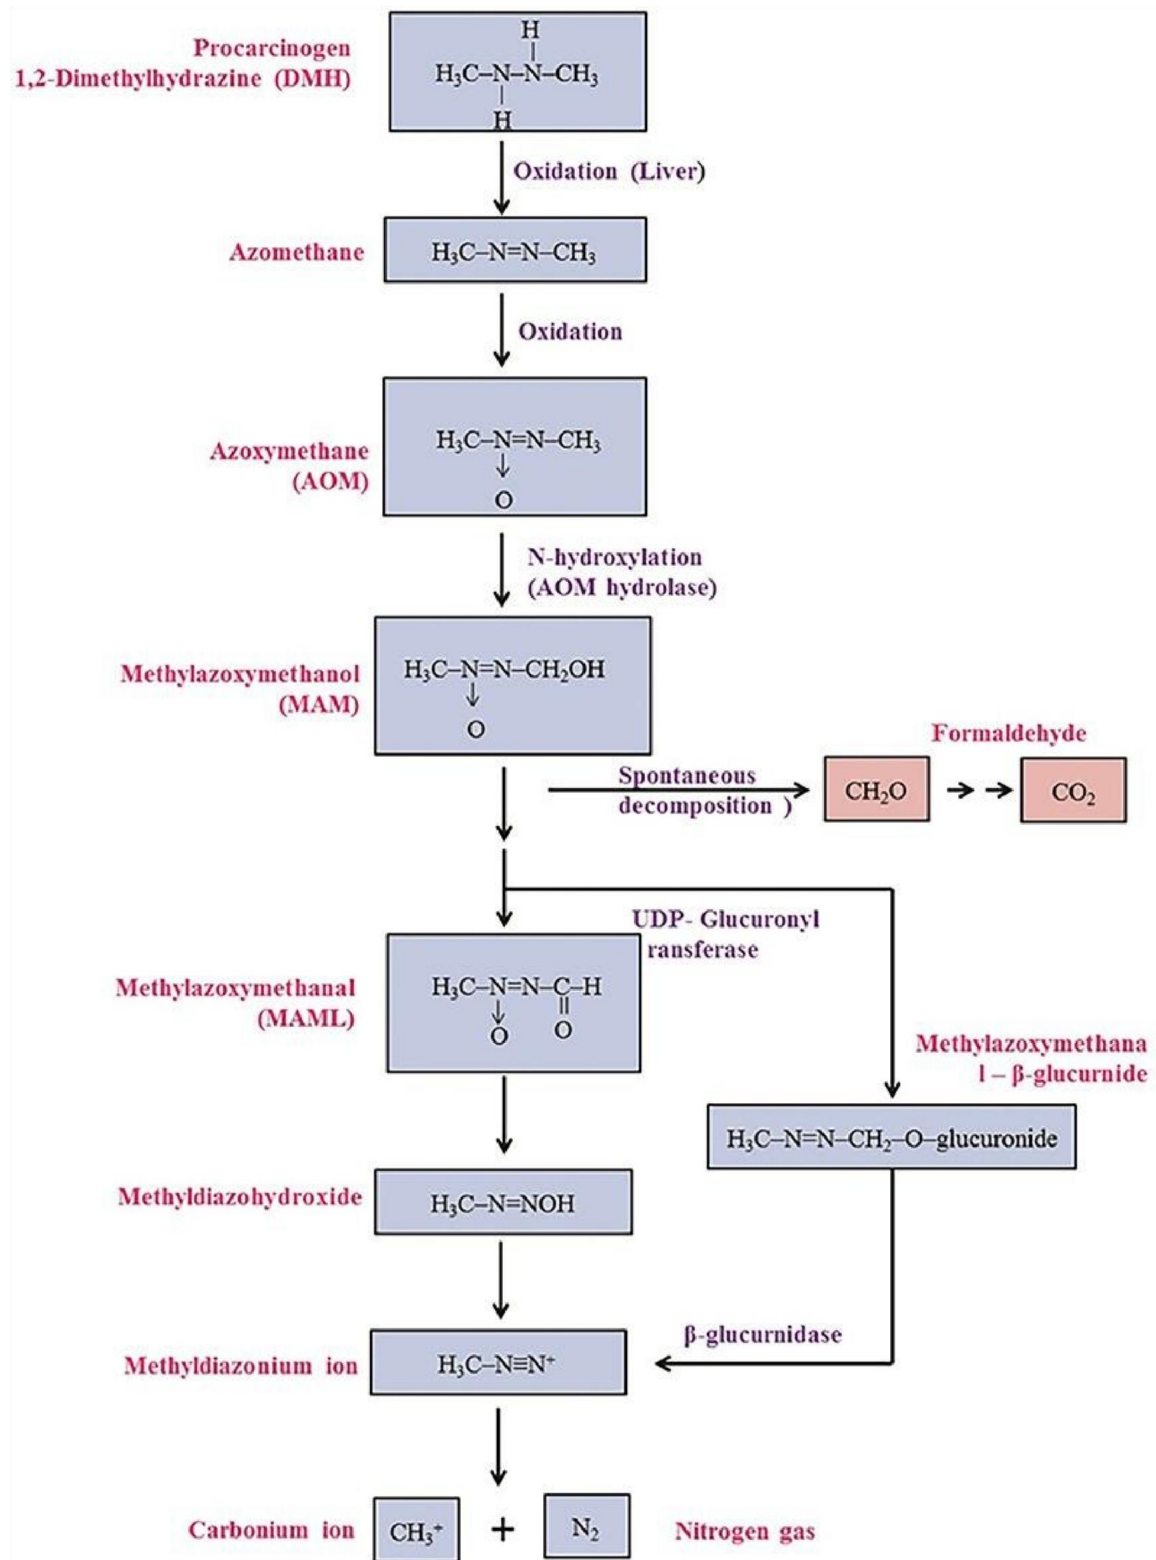 Procarcinogen
1,2-Dimethylhydrazine (DMH)
H
H₃C–N–N–CH₃
H
Oxidation (Liver)
Azomethane
H₃C–N=N–CH₃
Oxidation
Azoxymethane
(AOM)
H₃C–N=N–CH₃
O
N-hydroxylation
(AOM hydrolase)
Methylazoxymethanol
(MAM)
H₃C–N=N–CH₂OH
O
Formaldehyde
Spontaneous
decomposition )
CH₂O
CO₂
UDP- Glucuronyl
ransferase
Methylazoxymethanal
(MAML)
H₃C–N=N–C–H
O
O
Methylazoxymethana
l – β-glucurnide
H₃C–N=N–CH₂–O–glucuronide
Methyldiazohydroxide
H₃C–N=NOH
β-glucurnidase
Methyldiazonium ion
H₃C–N≡N⁺
Carbonium ion
CH₃⁺
+
N₂
Nitrogen gas